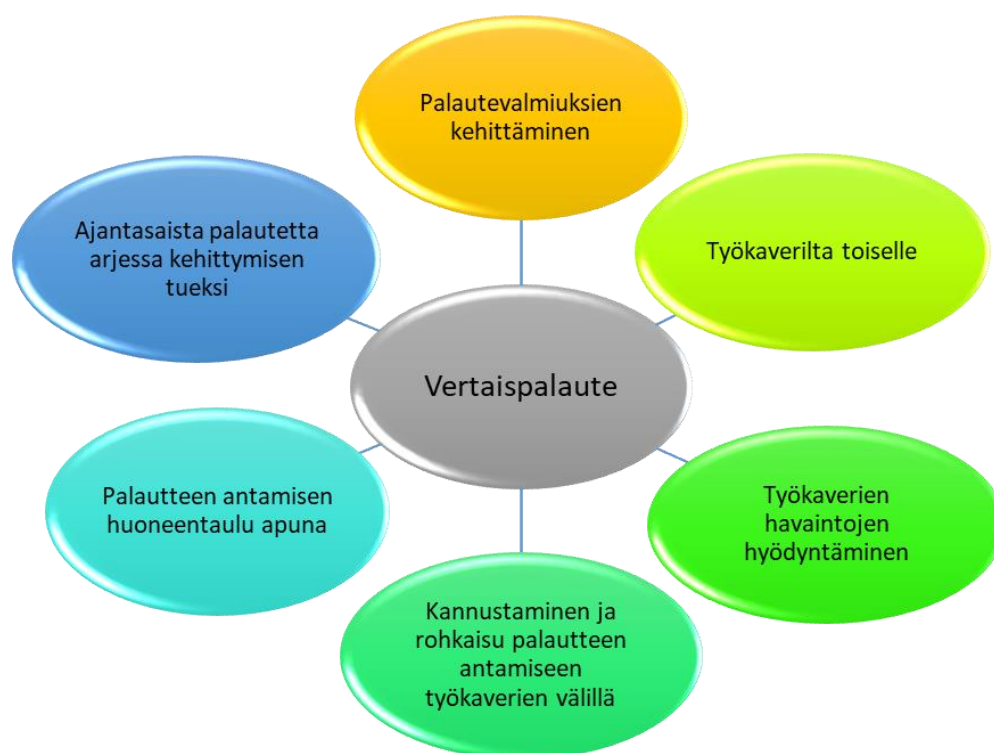 Palautevalmiuksien
kehittäminen
Ajantasaista palautetta
arjessa kehittymisen
tueksi
Työkaverilta toiselle
Vertaispalaute
Palautteen antamisen
huoneentaulu apuna
Työkaverien
havaintojen
hyödyntäminen
Kannustaminen ja
rohkaisu palautteen
antamiseen
työkaverien välillä